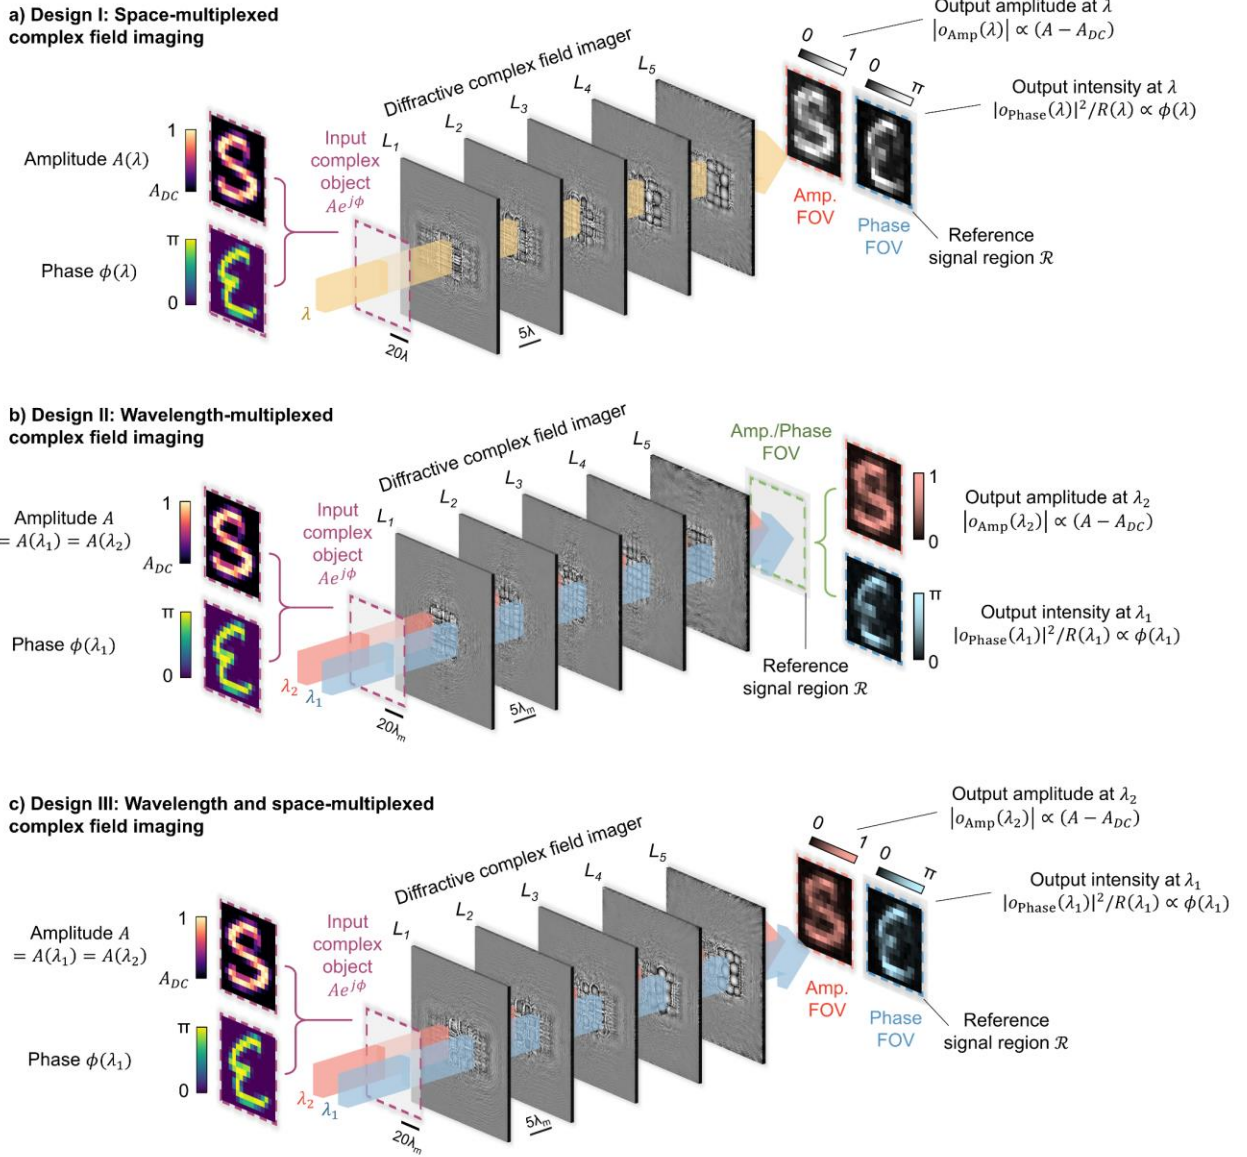 a) Design I: Space-multiplexed
complex field imaging
Amplitude A(λ)
1
A_DC
Phase ϕ(λ)
π
0
Input
complex
object
Ae^{jϕ}
λ
20λ
5λ
Diffractive complex field imager
L1
L2
L3
L4
L5
0
1
0
π
Amp.
FOV
Phase
FOV
Output amplitude at λ
|o_Amp(λ)| ∝ (A − A_DC)
Output intensity at λ
|o_Phase(λ)|²/R(λ) ∝ ϕ(λ)
Reference
signal region ℛ
b) Design II: Wavelength-multiplexed
complex field imaging
Amplitude A
= A(λ1) = A(λ2)
1
A_DC
Phase ϕ(λ1)
π
0
Input
complex
object
Ae^{jϕ}
λ2
λ1
20λm
5λm
Diffractive complex field imager
L1
L2
L3
L4
L5
Amp./Phase
FOV
Reference
signal region ℛ
1
0
Output amplitude at λ2
|o_Amp(λ2)| ∝ (A − A_DC)
π
0
Output intensity at λ1
|o_Phase(λ1)|²/R(λ1) ∝ ϕ(λ1)
c) Design III: Wavelength and space-multiplexed
complex field imaging
Amplitude A
= A(λ1) = A(λ2)
1
A_DC
Phase ϕ(λ1)
π
0
Input
complex
object
Ae^{jϕ}
λ2
λ1
20λm
5λm
Diffractive complex field imager
L1
L2
L3
L4
L5
0
1
0
π
Amp.
FOV
Phase
FOV
Output amplitude at λ2
|o_Amp(λ2)| ∝ (A − A_DC)
Output intensity at λ1
|o_Phase(λ1)|²/R(λ1) ∝ ϕ(λ1)
Reference
signal region ℛ